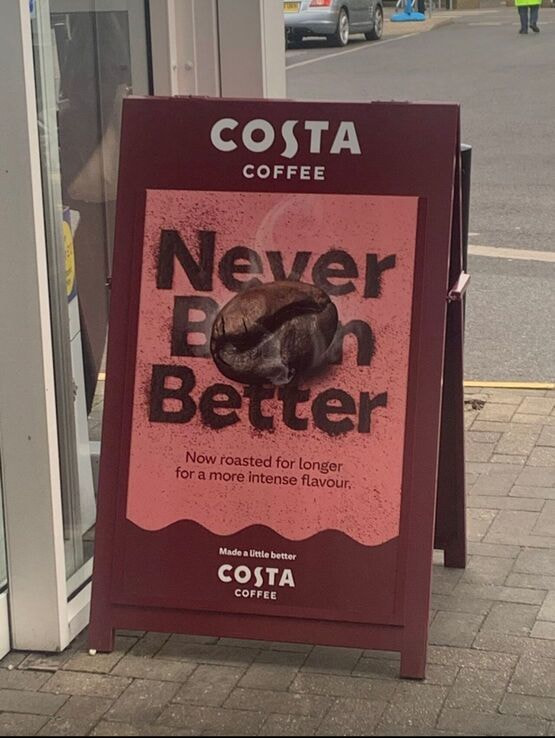 COSTA
COFFEE
Never
B n
Better
Now roasted for longer
for a more intense flavour.
Made a little better
COSTA
COFFEE